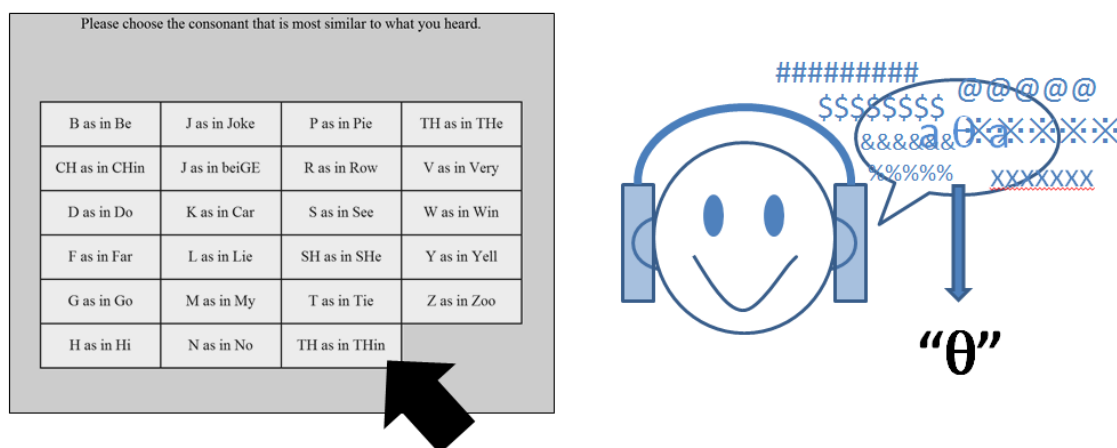 Please choose the consonant that is most similar to what you heard.
B as in Be J as in Joke P as in Pie TH as in THe
CH as in CHin J as in beiGE R as in Row V as in Very
D as in Do K as in Car S as in See W as in Win
F as in Far L as in Lie SH as in SHe Y as in Yell
G as in Go M as in My T as in Tie Z as in Zoo
H as in Hi N as in No TH as in THin
#########
@@@@@
$$$$$$$$
a θ a
※※※※※
&&&&&&
%%%%%
xxxxxxx
“θ”